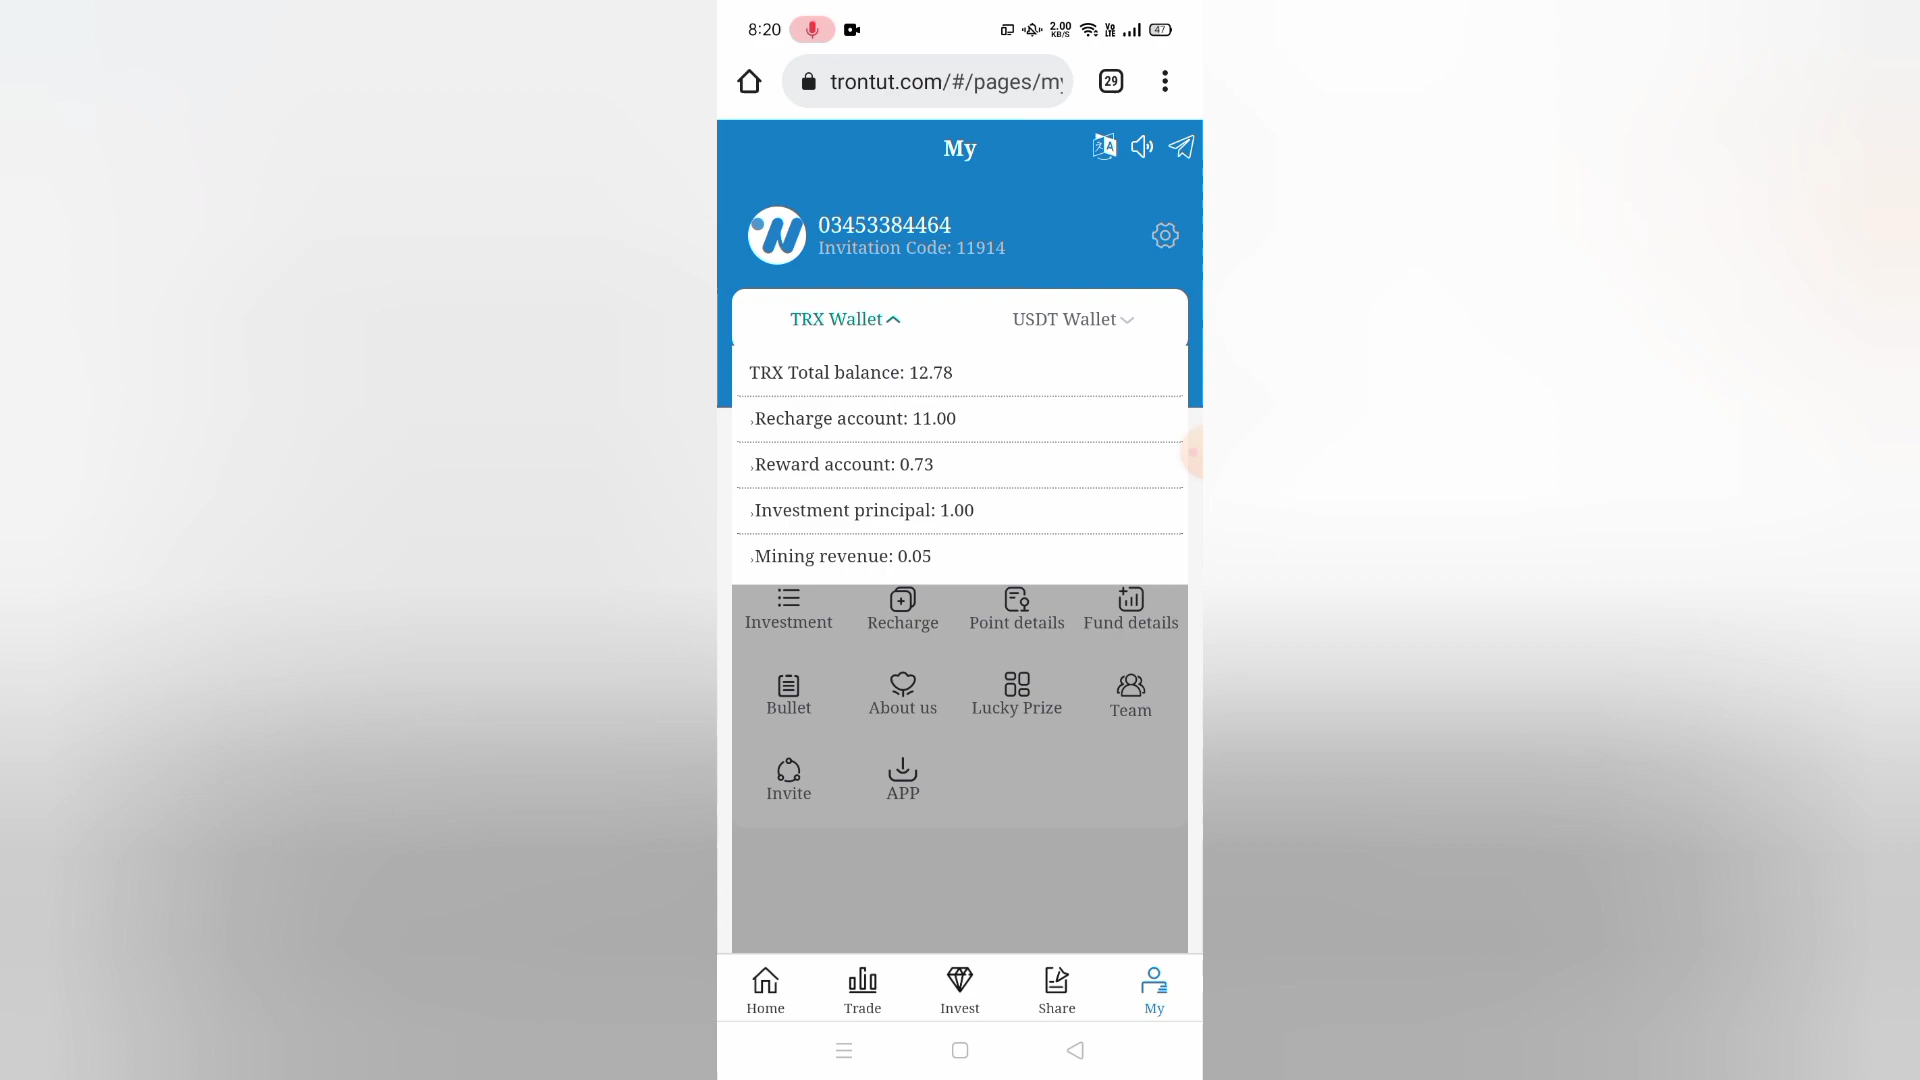 8:20
2.00
KB/S
47
trontut.com/#/pages/my
29
My
03453384464
Invitation Code: 11914
TRX Wallet
USDT Wallet
TRX Total balance: 12.78
›Recharge account: 11.00
›Reward account: 0.73
›Investment principal: 1.00
›Mining revenue: 0.05
Investment
Recharge
Point details
Fund details
Bullet
About us
Lucky Prize
Team
Invite
APP
Home
Trade
Invest
Share
My